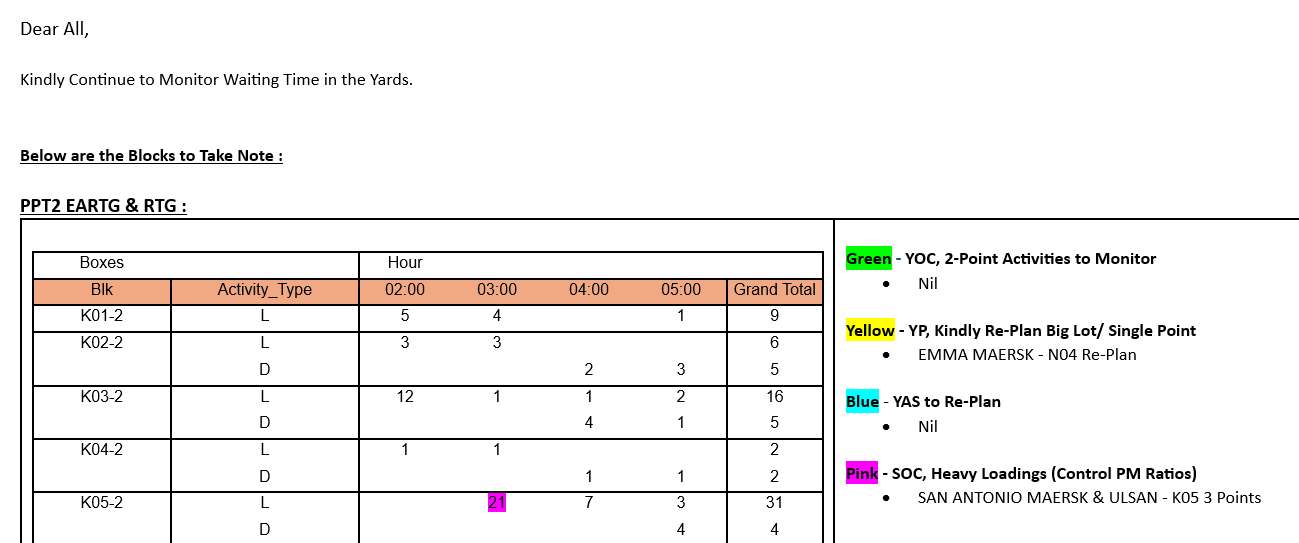 Dear All,
Kindly Continue to Monitor Waiting Time in the Yards.
Below are the Blocks to Take Note :
PPT2 EARTG & RTG :
Boxes Hour
Blk Activity_Type 02:00 03:00 04:00 05:00 Grand Total
K01-2 L 5 4 1 9
K02-2 L 3 3 6
D 2 3 5
K03-2 L 12 1 1 2 16
D 4 1 5
K04-2 L 1 1 2
D 1 1 2
K05-2 L 21 7 3 31
D 4 4
Green - YOC, 2-Point Activities to Monitor
• Nil
Yellow - YP, Kindly Re-Plan Big Lot/ Single Point
• EMMA MAERSK - N04 Re-Plan
Blue - YAS to Re-Plan
• Nil
Pink - SOC, Heavy Loadings (Control PM Ratios)
• SAN ANTONIO MAERSK & ULSAN - K05 3 Points